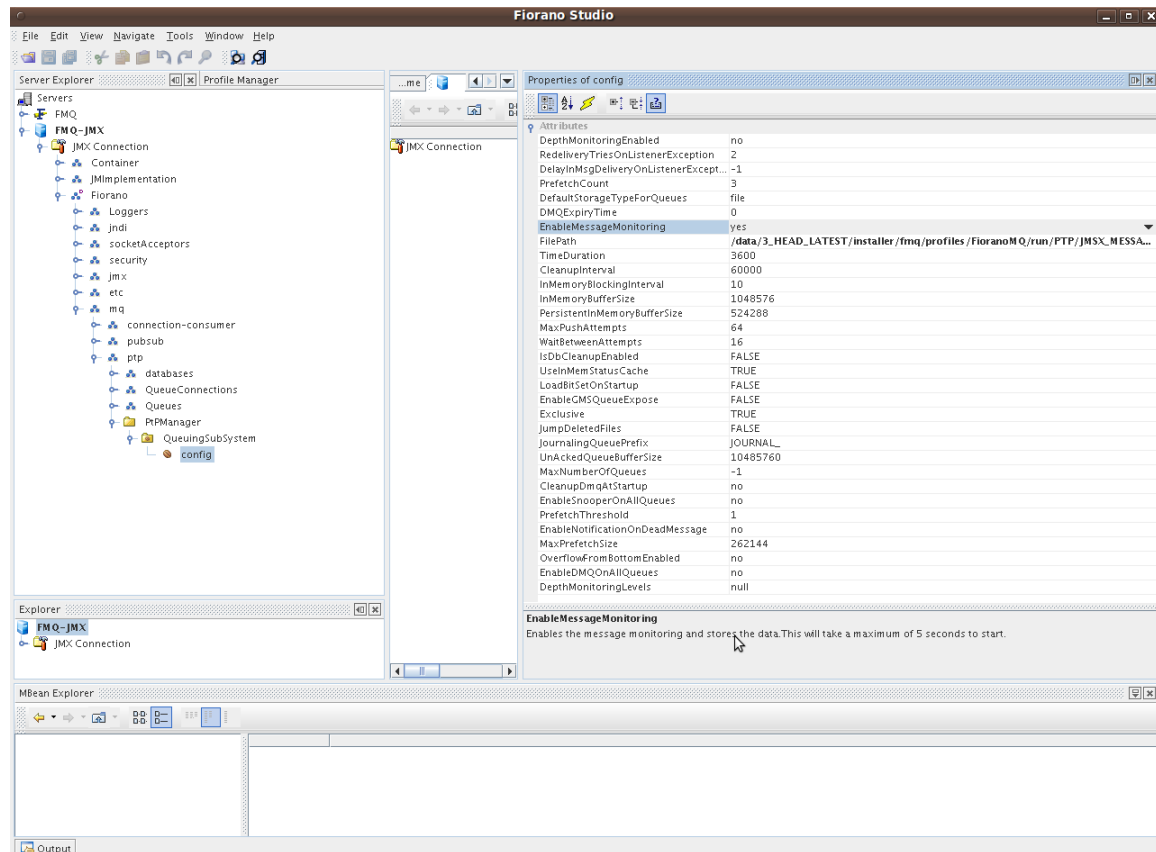 Fiorano Studio
File Edit View Navigate Tools Window Help
Server Explorer Profile Manager
Servers
FMQ
FMQ-JMX
JMX Connection
Container
JMImplementation
Fiorano
Loggers
jndi
socketAcceptors
security
jmx
etc
mq
connection-consumer
pubsub
ptp
databases
QueueConnections
Queues
PtPManager
QueuingSubSystem
config
Explorer
FMQ-JMX
JMX Connection
...me
JMX Connection
Properties of config
Attributes
DepthMonitoringEnabled no
RedeliveryTriesOnListenerException 2
DelayInMsgDeliveryOnListenerExcept... -1
PrefetchCount 3
DefaultStorageTypeForQueues file
DMQExpiryTime 0
EnableMessageMonitoring yes
FilePath /data/3_HEAD_LATEST/installer/fmq/profiles/FioranoMQ/run/PTP/JMSX_MESSA...
TimeDuration 3600
CleanupInterval 60000
InMemoryBlockingInterval 10
InMemoryBufferSize 1048576
PersistentInMemoryBufferSize 524288
MaxPushAttempts 64
WaitBetweenAttempts 16
IsDbCleanupEnabled FALSE
UseInMemStatusCache TRUE
LoadBitSetOnStartup FALSE
EnableGMSQueueExpose FALSE
Exclusive TRUE
JumpDeletedFiles FALSE
JournalingQueuePrefix JOURNAL_
UnAckedQueueBufferSize 10485760
MaxNumberOfQueues -1
CleanupDmqAtStartup no
EnableSnooperOnAllQueues no
PrefetchThreshold 1
EnableNotificationOnDeadMessage no
MaxPrefetchSize 262144
OverflowFromBottomEnabled no
EnableDMQOnAllQueues no
DepthMonitoringLevels null
EnableMessageMonitoring
Enables the message monitoring and stores the data.This will take a maximum of 5 seconds to start.
MBean Explorer
Output